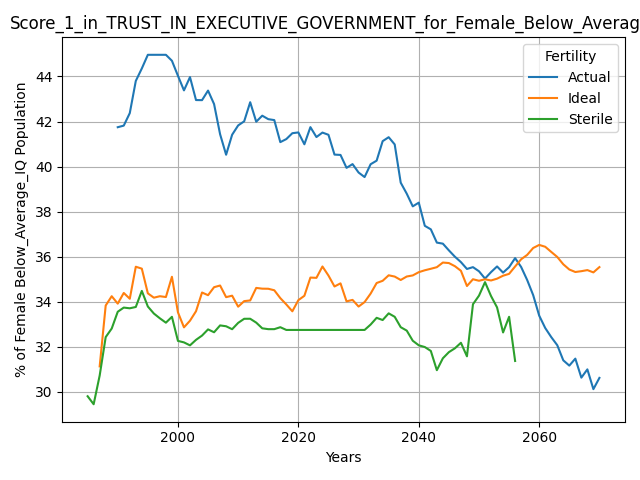 Score_1_in_TRUST_IN_EXECUTIVE_GOVERNMENT_for_Female_Below_Averag
Fertility
Actual
Ideal
Sterile
44
42
40
38
36
34
32
30
% of Female Below_Average_IQ Population
2000
2020
2040
2060
Years